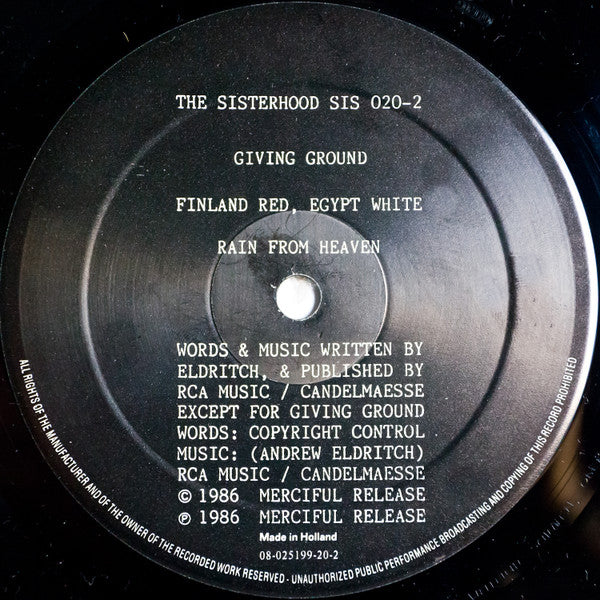 THE SISTERHOOD SIS 020-2
GIVING GROUND
FINLAND RED, EGYPT WHITE
RAIN FROM HEAVEN
WORDS & MUSIC WRITTEN BY
ELDRITCH, & PUBLISHED BY
RCA MUSIC / CANDELMAESSE
EXCEPT FOR GIVING GROUND
WORDS: COPYRIGHT CONTROL
MUSIC: (ANDREW ELDRITCH)
RCA MUSIC / CANDELMAESSE
© 1986 MERCIFUL RELEASE
℗ 1986 MERCIFUL RELEASE
Made in Holland
08-025199-20-2
ALL RIGHTS OF THE MANUFACTURER AND OF THE OWNER OF THE RECORDED WORK RESERVED - UNAUTHORIZED PUBLIC PERFORMANCE BROADCASTING AND COPYING OF THIS RECORD PROHIBITED